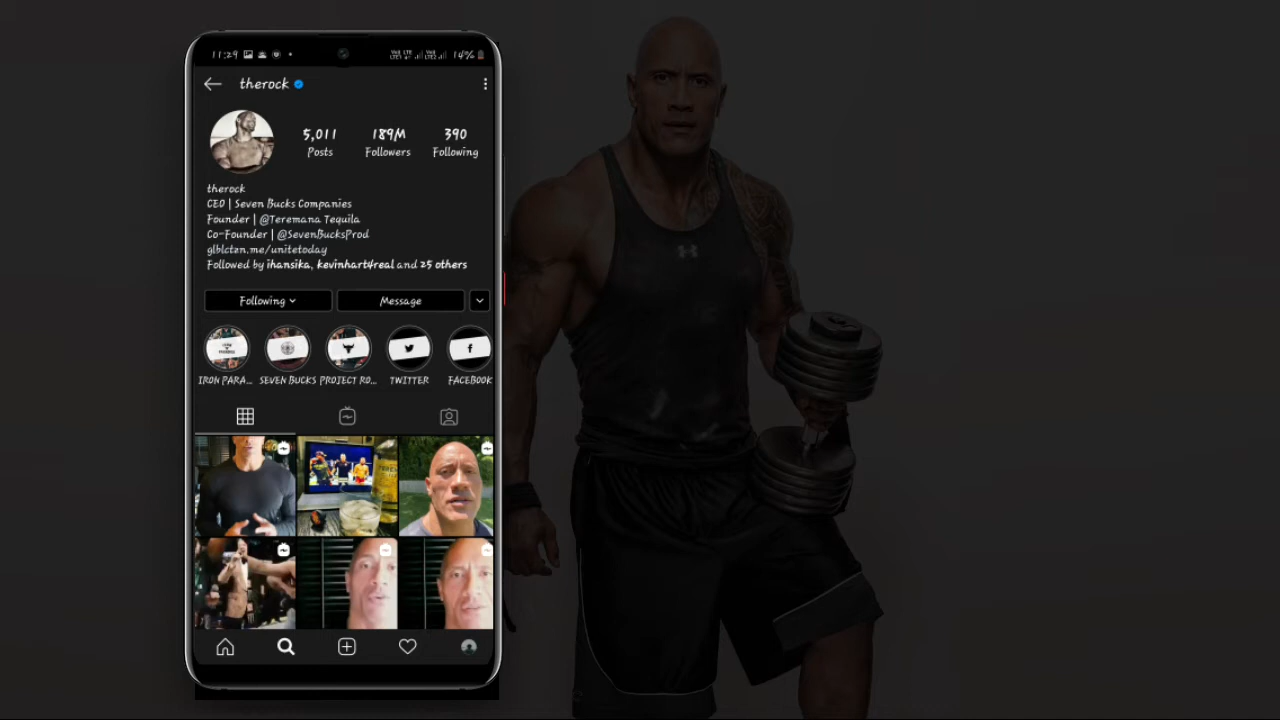 11:29
14%
therock
5,011 189M 390
Posts Followers Following
therock
CEO | Seven Bucks Companies
Founder | @Teremana Tequila
Co-Founder | @SevenBucksProd
glblctzn.me/unitetoday
Followed by ihansika, kevinhart4real and 25 others
Following Message
IRON PARA... SEVEN BUCKS PROJECT RO... TWITTER FACEBOOK